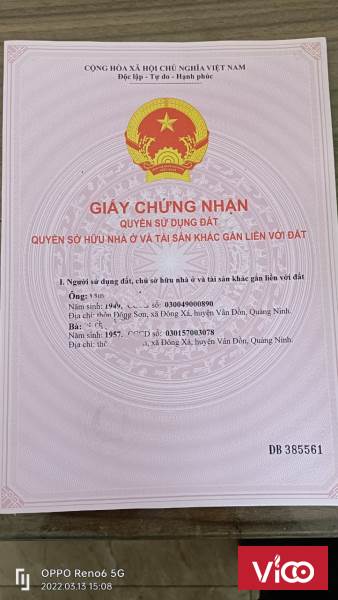 CỘNG HÒA XÃ HỘI CHỦ NGHĨA VIỆT NAM
Độc lập - Tự do - Hạnh phúc
GIẤY CHỨNG NHẬN
QUYỀN SỬ DỤNG ĐẤT
QUYỀN SỞ HỮU NHÀ Ở VÀ TÀI SẢN KHÁC GẮN LIỀN VỚI ĐẤT
I. Người sử dụng đất, chủ sở hữu nhà ở và tài sản khác gắn liền với đất
Ông:
Năm sinh: 1949, số: 030049000890
Địa chỉ: thôn Đông Sơn, xã Đông Xá, huyện Vân Đồn, Quảng Ninh.
Bà:
Năm sinh: 1957, CCCD số: 030157003078
Địa chỉ: xã Đông Xá, huyện Vân Đồn, Quảng Ninh.
DB 385561
OPPO Reno6 5G
2022.03.13 15:08
Vico